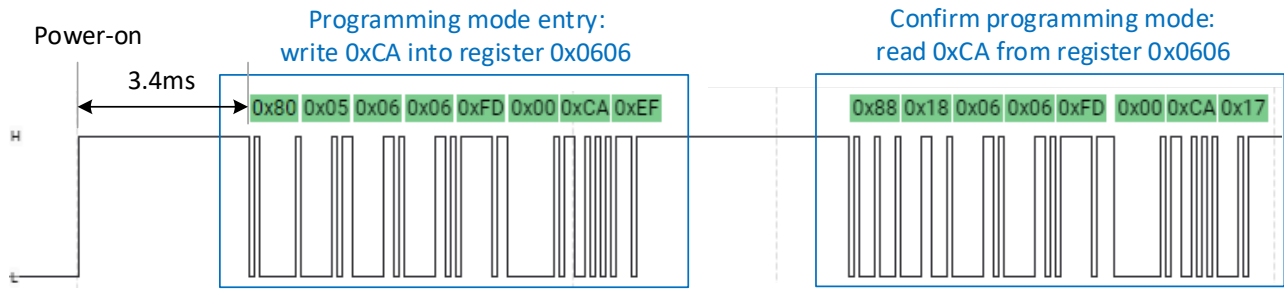 Programming mode entry:
write 0xCA into register 0x0606
Confirm programming mode:
read 0xCA from register 0x0606
Power-on
3.4ms
0x80 0x05 0x06 0x06 0xFD 0x00 0xCA 0xEF
0x88 0x18 0x06 0x06 0xFD 0x00 0xCA 0x17
H
L